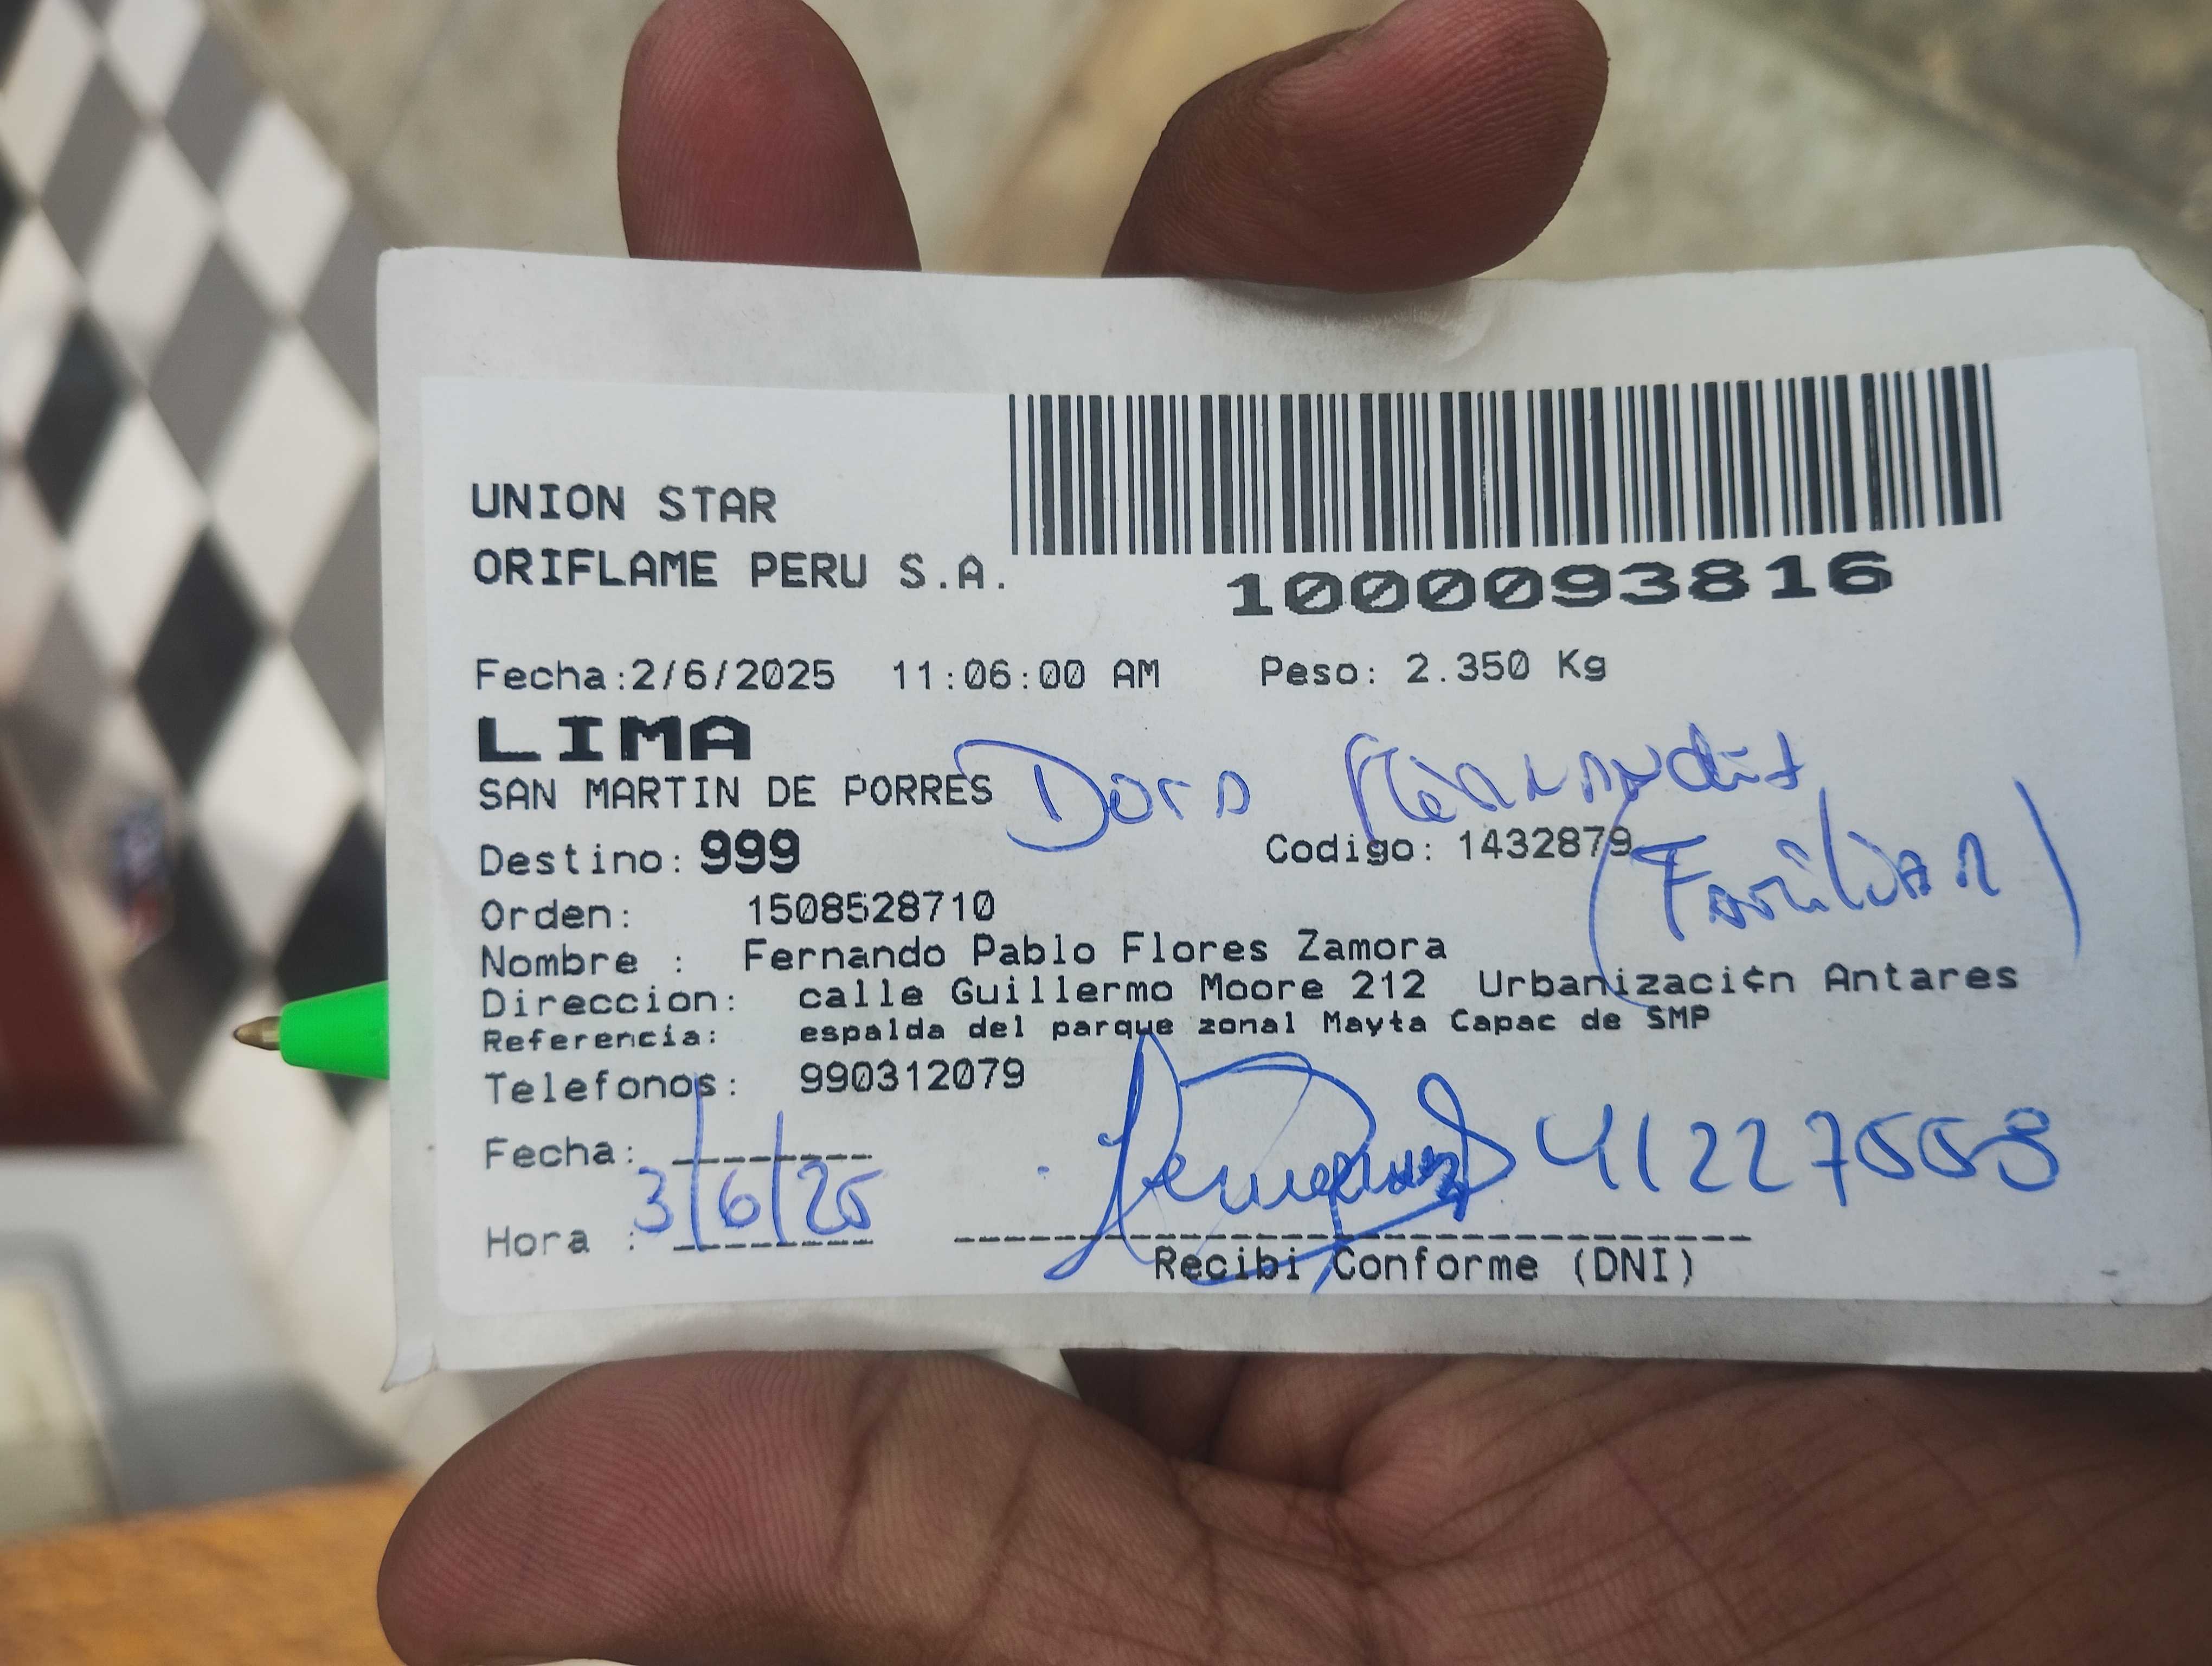 UNION STAR
ORIFLAME PERU S.A.
1000093816
Fecha:2/6/2025 11:06:00 AM Peso: 2.350 Kg
LIMA
SAN MARTIN DE PORRES
Dora
(Familiar)
Destino: 999 Codigo: 1432879
Orden: 1508528710
Nombre : Fernando Pablo Flores Zamora
Direccion: calle Guillermo Moore 212 Urbanizaci¢n Antares
Referencia: espalda del parque zonal Mayta Capac de SMP
Telefonos: 990312079
Fecha:
3/6/25
Hora :
Recibi Conforme (DNI)